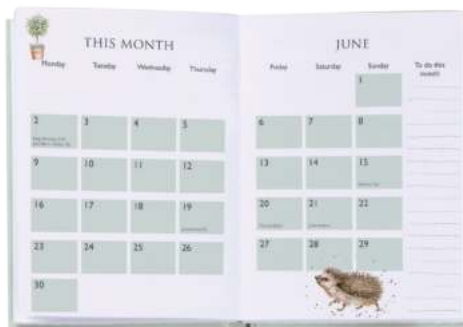 THIS MONTH
JUNE
Monday Tuesday Wednesday Thursday
Friday Saturday Sunday To do this
month
1
2 3 4 5
6 7 8
9 10 11 12
13 14 15
16 17 18 19
20 21 22
23 24 25 26
27 28 29
30